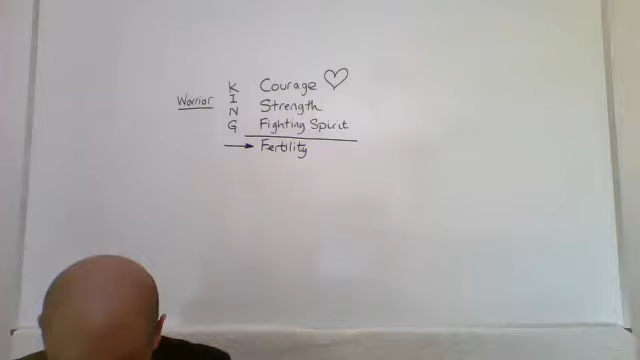 K Courage
Warrior I Strength
N
G Fighting Spirit
Fertility